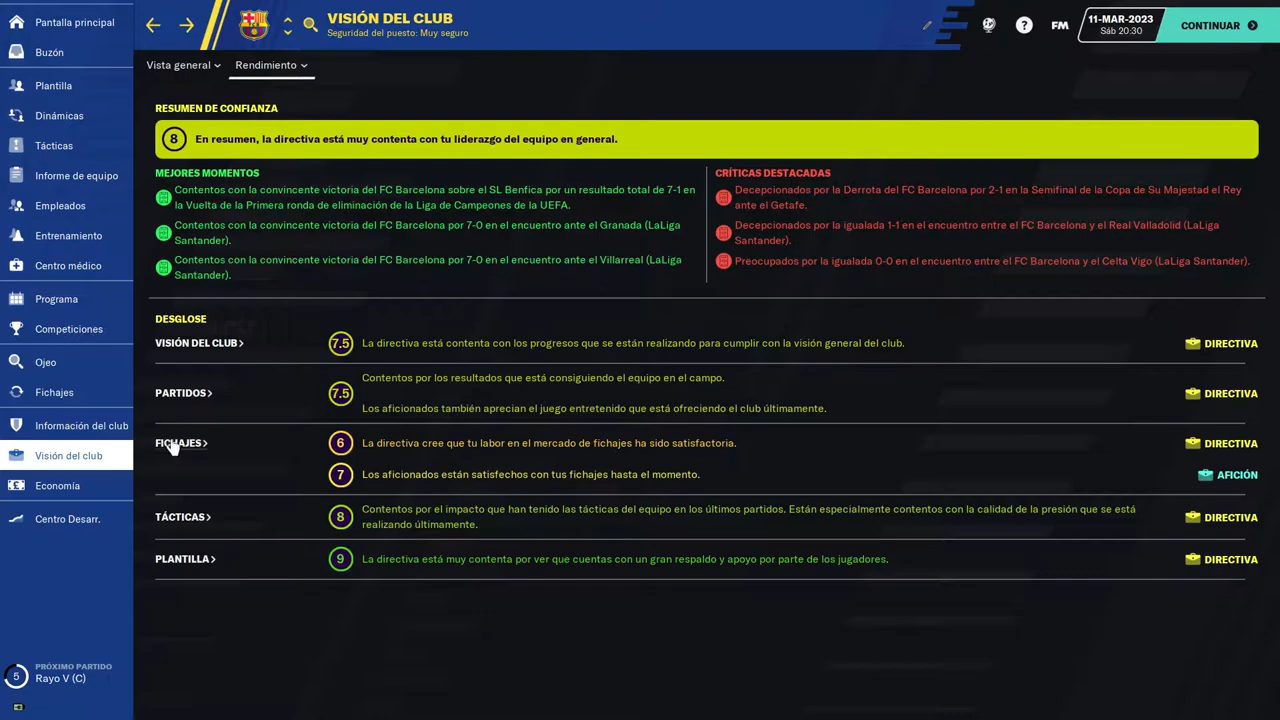 Pantalla principal
Buzón
Plantilla
Dinámicas
Tácticas
Informe de equipo
Empleados
Entrenamiento
Centro médico
Programa
Competiciones
Ojeo
Fichajes
Información del club
Visión del club
Economía
Centro Desarr.
PRÓXIMO PARTIDO
5 Rayo V (C)
VISIÓN DEL CLUB
Seguridad del puesto: Muy seguro
FM
11-MAR-2023
Sáb 20:30
CONTINUAR
Vista general
Rendimiento
RESUMEN DE CONFIANZA
8 En resumen, la directiva está muy contenta con tu liderazgo del equipo en general.
MEJORES MOMENTOS
Contentos con la convincente victoria del FC Barcelona sobre el SL Benfica por un resultado total de 7-1 en
la Vuelta de la Primera ronda de eliminación de la Liga de Campeones de la UEFA.
Contentos con la convincente victoria del FC Barcelona por 7-0 en el encuentro ante el Granada (LaLiga
Santander).
Contentos con la convincente victoria del FC Barcelona por 7-0 en el encuentro ante el Villarreal (LaLiga
Santander).
CRÍTICAS DESTACADAS
Decepcionados por la Derrota del FC Barcelona por 2-1 en la Semifinal de la Copa de Su Majestad el Rey
ante el Getafe.
Decepcionados por la igualada 1-1 en el encuentro entre el FC Barcelona y el Real Valladolid (LaLiga
Santander).
Preocupados por la igualada 0-0 en el encuentro entre el FC Barcelona y el Celta Vigo (LaLiga Santander).
DESGLOSE
VISIÓN DEL CLUB> 7.5 La directiva está contenta con los progresos que se están realizando para cumplir con la visión general del club. DIRECTIVA
Contentos por los resultados que está consiguiendo el equipo en el campo.
PARTIDOS> 7.5 DIRECTIVA
Los aficionados también aprecian el juego entretenido que está ofreciendo el club últimamente.
FICHAJES> 6 La directiva cree que tu labor en el mercado de fichajes ha sido satisfactoria. DIRECTIVA
7 Los aficionados están satisfechos con tus fichajes hasta el momento. AFICIÓN
TÁCTICAS> 8 Contentos por el impacto que han tenido las tácticas del equipo en los últimos partidos. Están especialmente contentos con la calidad de la presión que se está DIRECTIVA
realizando últimamente.
PLANTILLA> 9 La directiva está muy contenta por ver que cuentas con un gran respaldo y apoyo por parte de los jugadores. DIRECTIVA